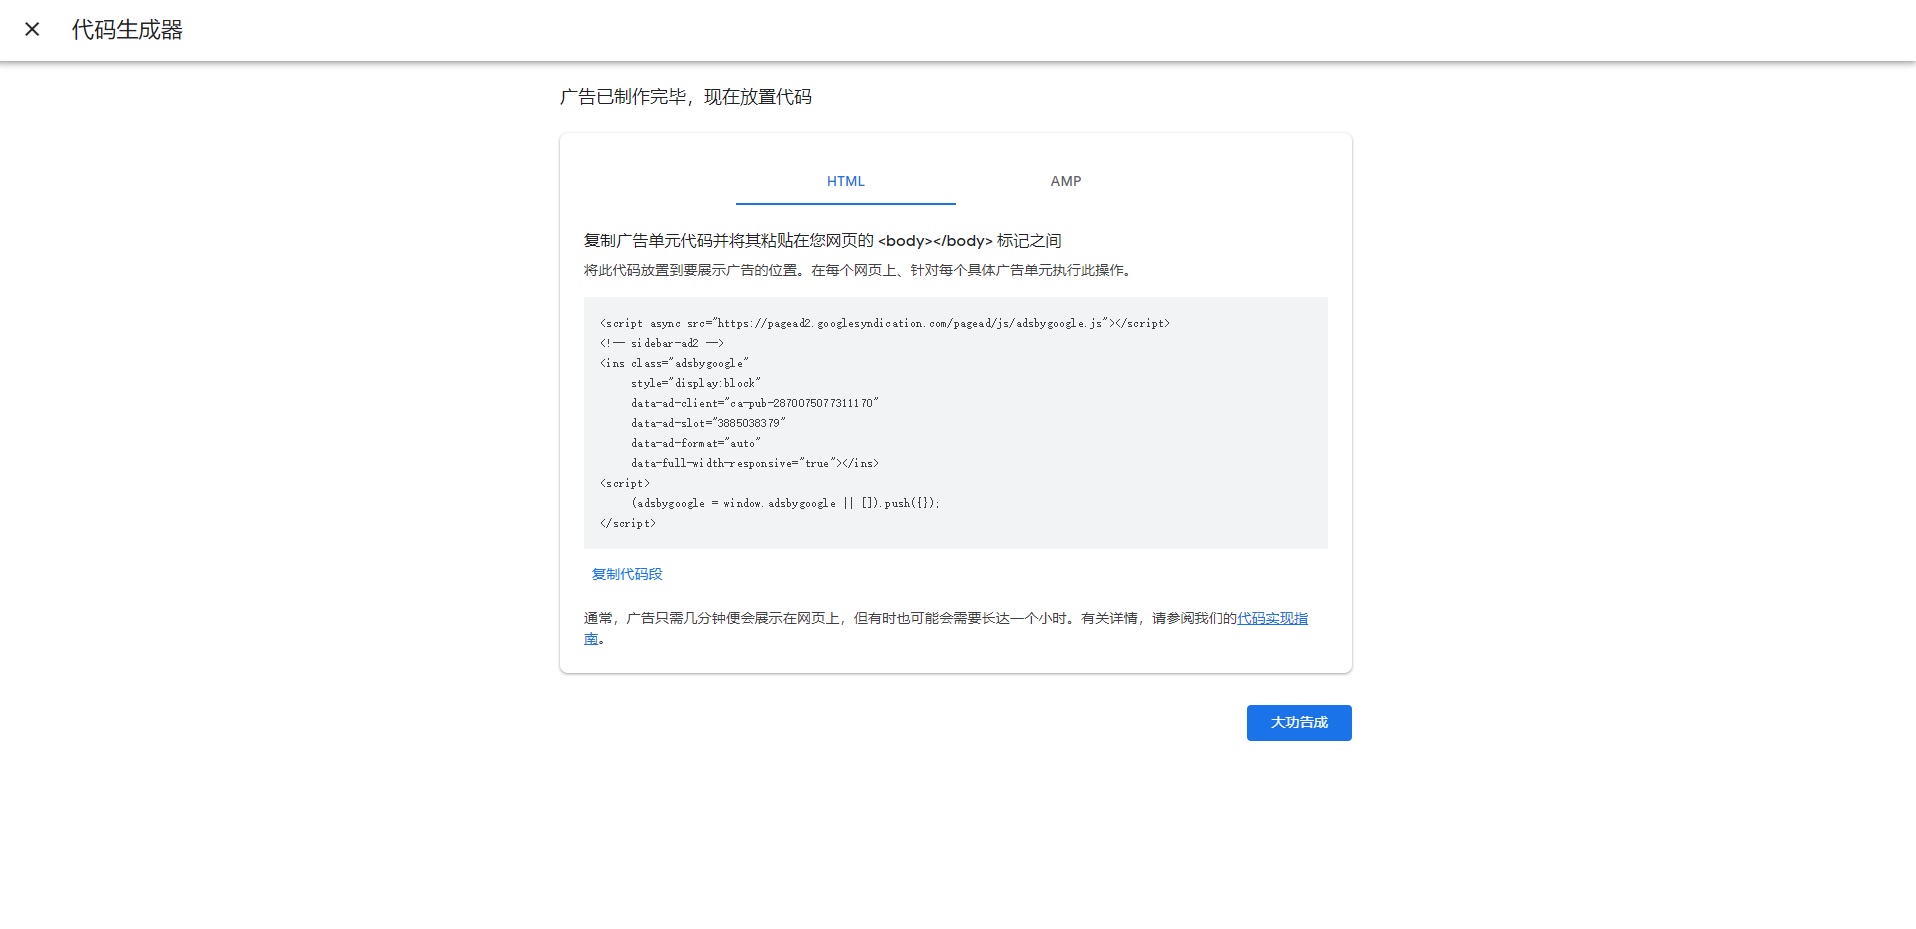 代码生成器
广告已制作完毕，现在放置代码
HTML
AMP
复制广告单元代码并将其粘贴在您网页的 <body></body> 标记之间
将此代码放置到要展示广告的位置。在每个网页上、针对每个具体广告单元执行此操作。
<script async src="https://pagead2.googlesyndication.com/pagead/js/adsbygoogle.js"></script>
<!-- sidebar-ad2 -->
<ins class="adsbygoogle"
     style="display:block"
     data-ad-client="ca-pub-2870075077311170"
     data-ad-slot="3885038379"
     data-ad-format="auto"
     data-full-width-responsive="true"></ins>
<script>
     (adsbygoogle = window.adsbygoogle || []).push({});
</script>
复制代码段
通常，广告只需几分钟便会展示在网页上，但有时也可能会需要长达一个小时。有关详情，请参阅我们的代码实现指
南。
大功告成